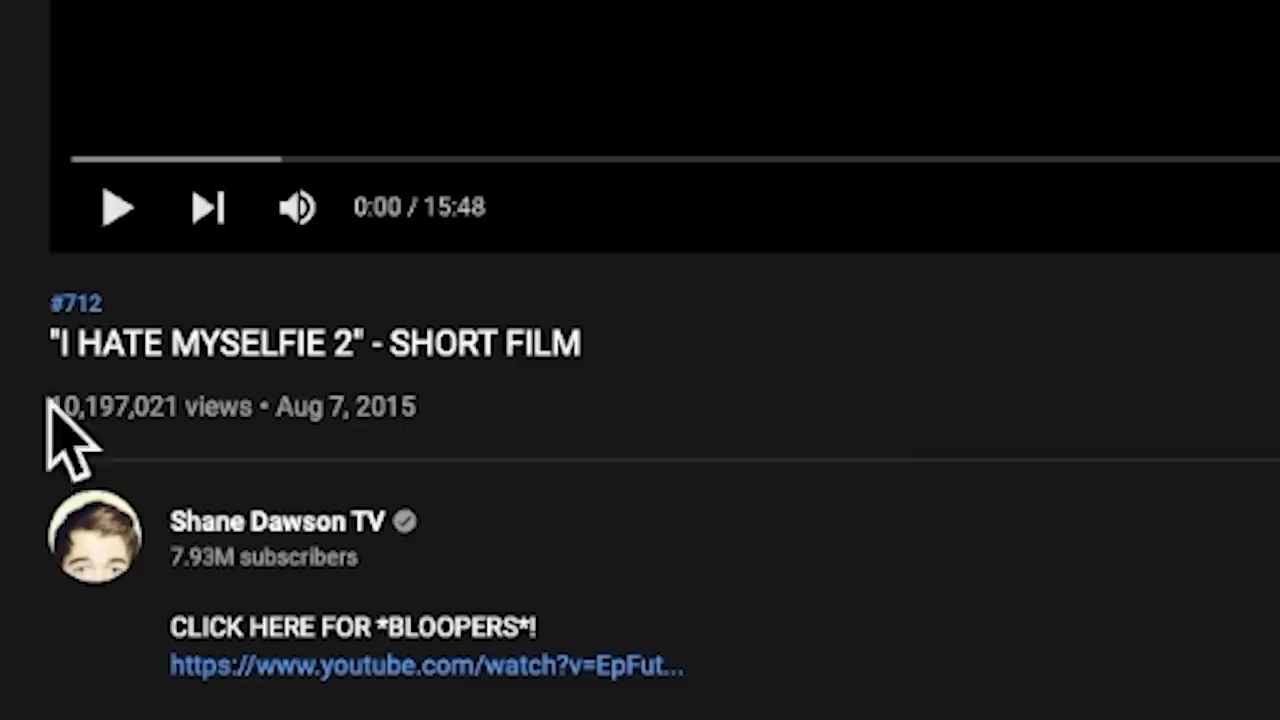 0:00 / 15:48
#712
"I HATE MYSELFIE 2" - SHORT FILM
10,197,021 views • Aug 7, 2015
Shane Dawson TV
7.93M subscribers
CLICK HERE FOR *BLOOPERS*!
https://www.youtube.com/watch?v=EpFut...